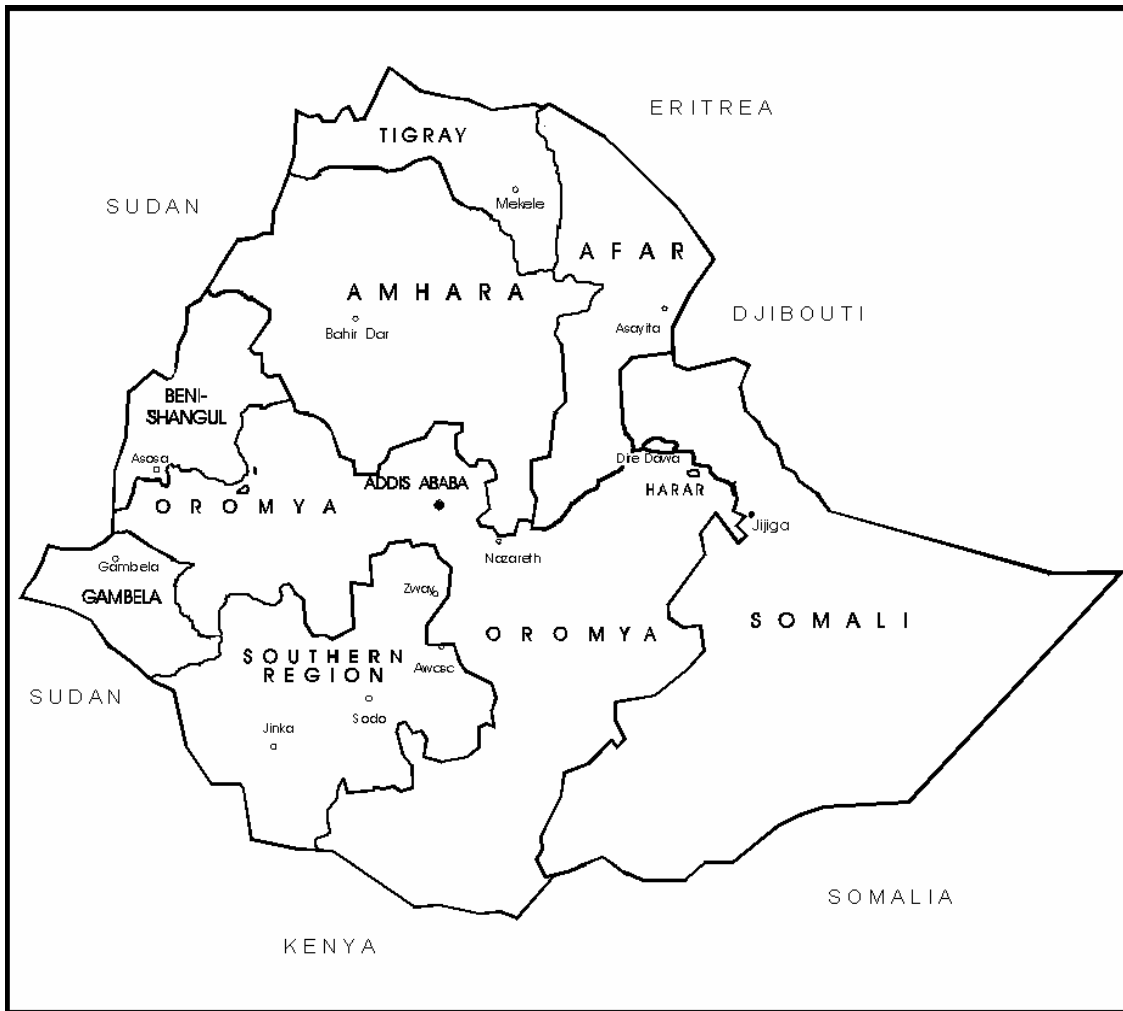 ERITREA
TIGRAY
Mekele
SUDAN
AFAR
AMHARA
Asayita
DJIBOUTI
Bahir Dar
BENI-
SHANGUL
Asosa
Dire Dawa
ADDIS ABABA
HARAR
OROMYA
Jijiga
Nazareth
Gambela
GAMBELA
Zway
SOMALI
OROMYA
SOUTHERN
REGION
Awasa
SUDAN
Sodo
Jinka
SOMALIA
KENYA